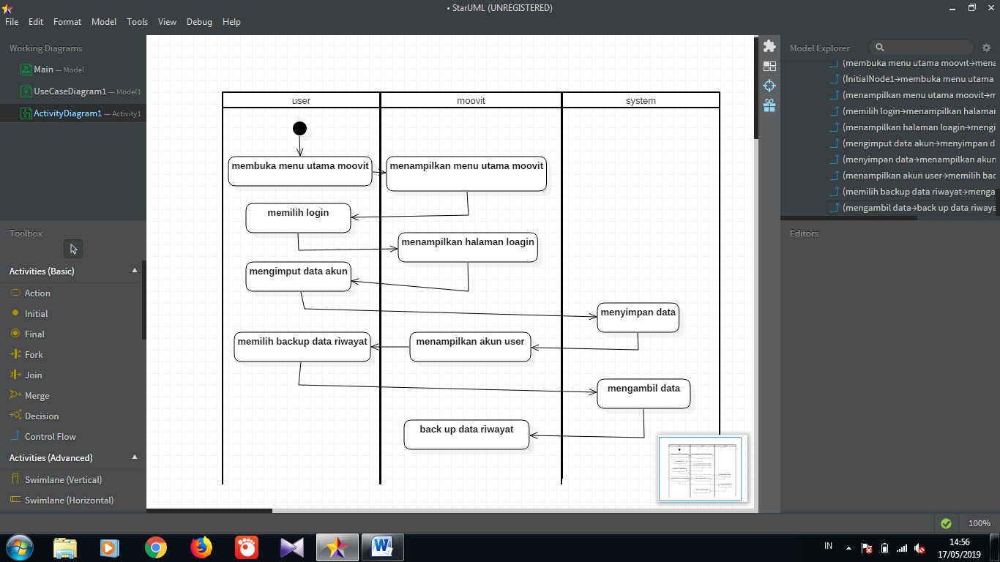 • StarUML (UNREGISTERED)
File Edit Format Model Tools View Debug Help
Working Diagrams
Main — Model
UseCaseDiagram1 — Model1
ActivityDiagram1 — Activity1
Toolbox
Activities (Basic)
Action
Initial
Final
Fork
Join
Merge
Decision
Control Flow
Activities (Advanced)
Swimlane (Vertical)
Swimlane (Horizontal)
user moovit system
membuka menu utama moovit
menampilkan menu utama moovit
memilih login
menampilkan halaman loagin
mengimput data akun
menyimpan data
memilih backup data riwayat
menampilkan akun user
mengambil data
back up data riwayat
Model Explorer
(membuka menu utama moovit→mena
(InitialNode1→membuka menu utama
(menampilkan menu utama moovit→m
(memilih login→menampilkan halaman
(menampilkan halaman loagin→mengi
(mengimput data akun→menyimpan d
(menyimpan data→menampilkan akun
(menampilkan akun user→memilih bac
(memilih backup data riwayat→menga
(mengambil data→back up data riwaya
Editors
100%
IN
14:56
17/05/2019